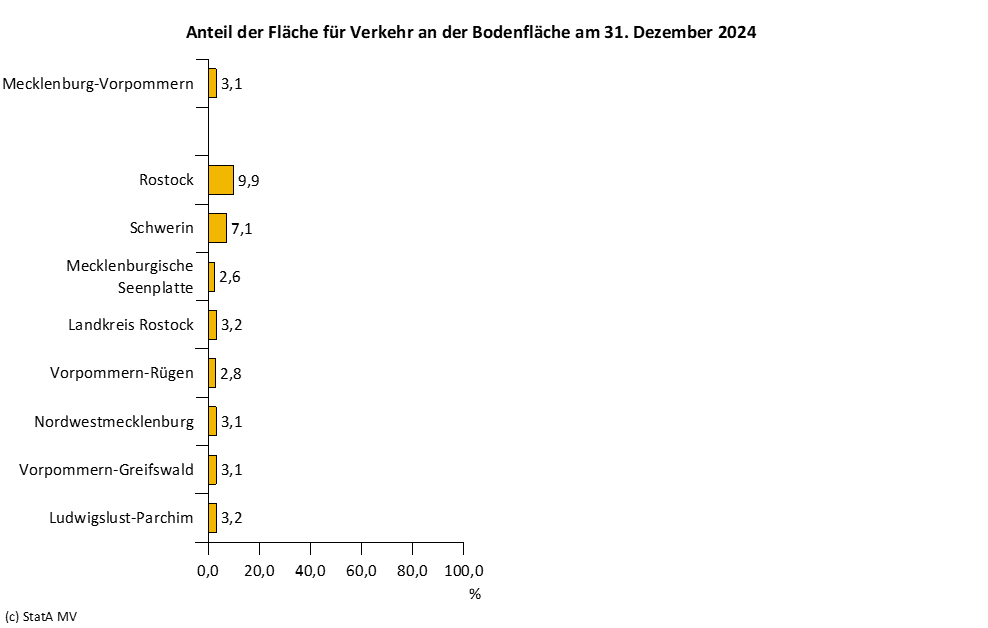 Anteil der Fläche für Verkehr an der Bodenfläche am 31. Dezember 2024
Mecklenburg-Vorpommern 3,1
Rostock 9,9
Schwerin 7,1
Mecklenburgische
Seenplatte 2,6
Landkreis Rostock 3,2
Vorpommern-Rügen 2,8
Nordwestmecklenburg 3,1
Vorpommern-Greifswald 3,1
Ludwigslust-Parchim 3,2
0,0 20,0 40,0 60,0 80,0 100,0
%
(c) StatA MV